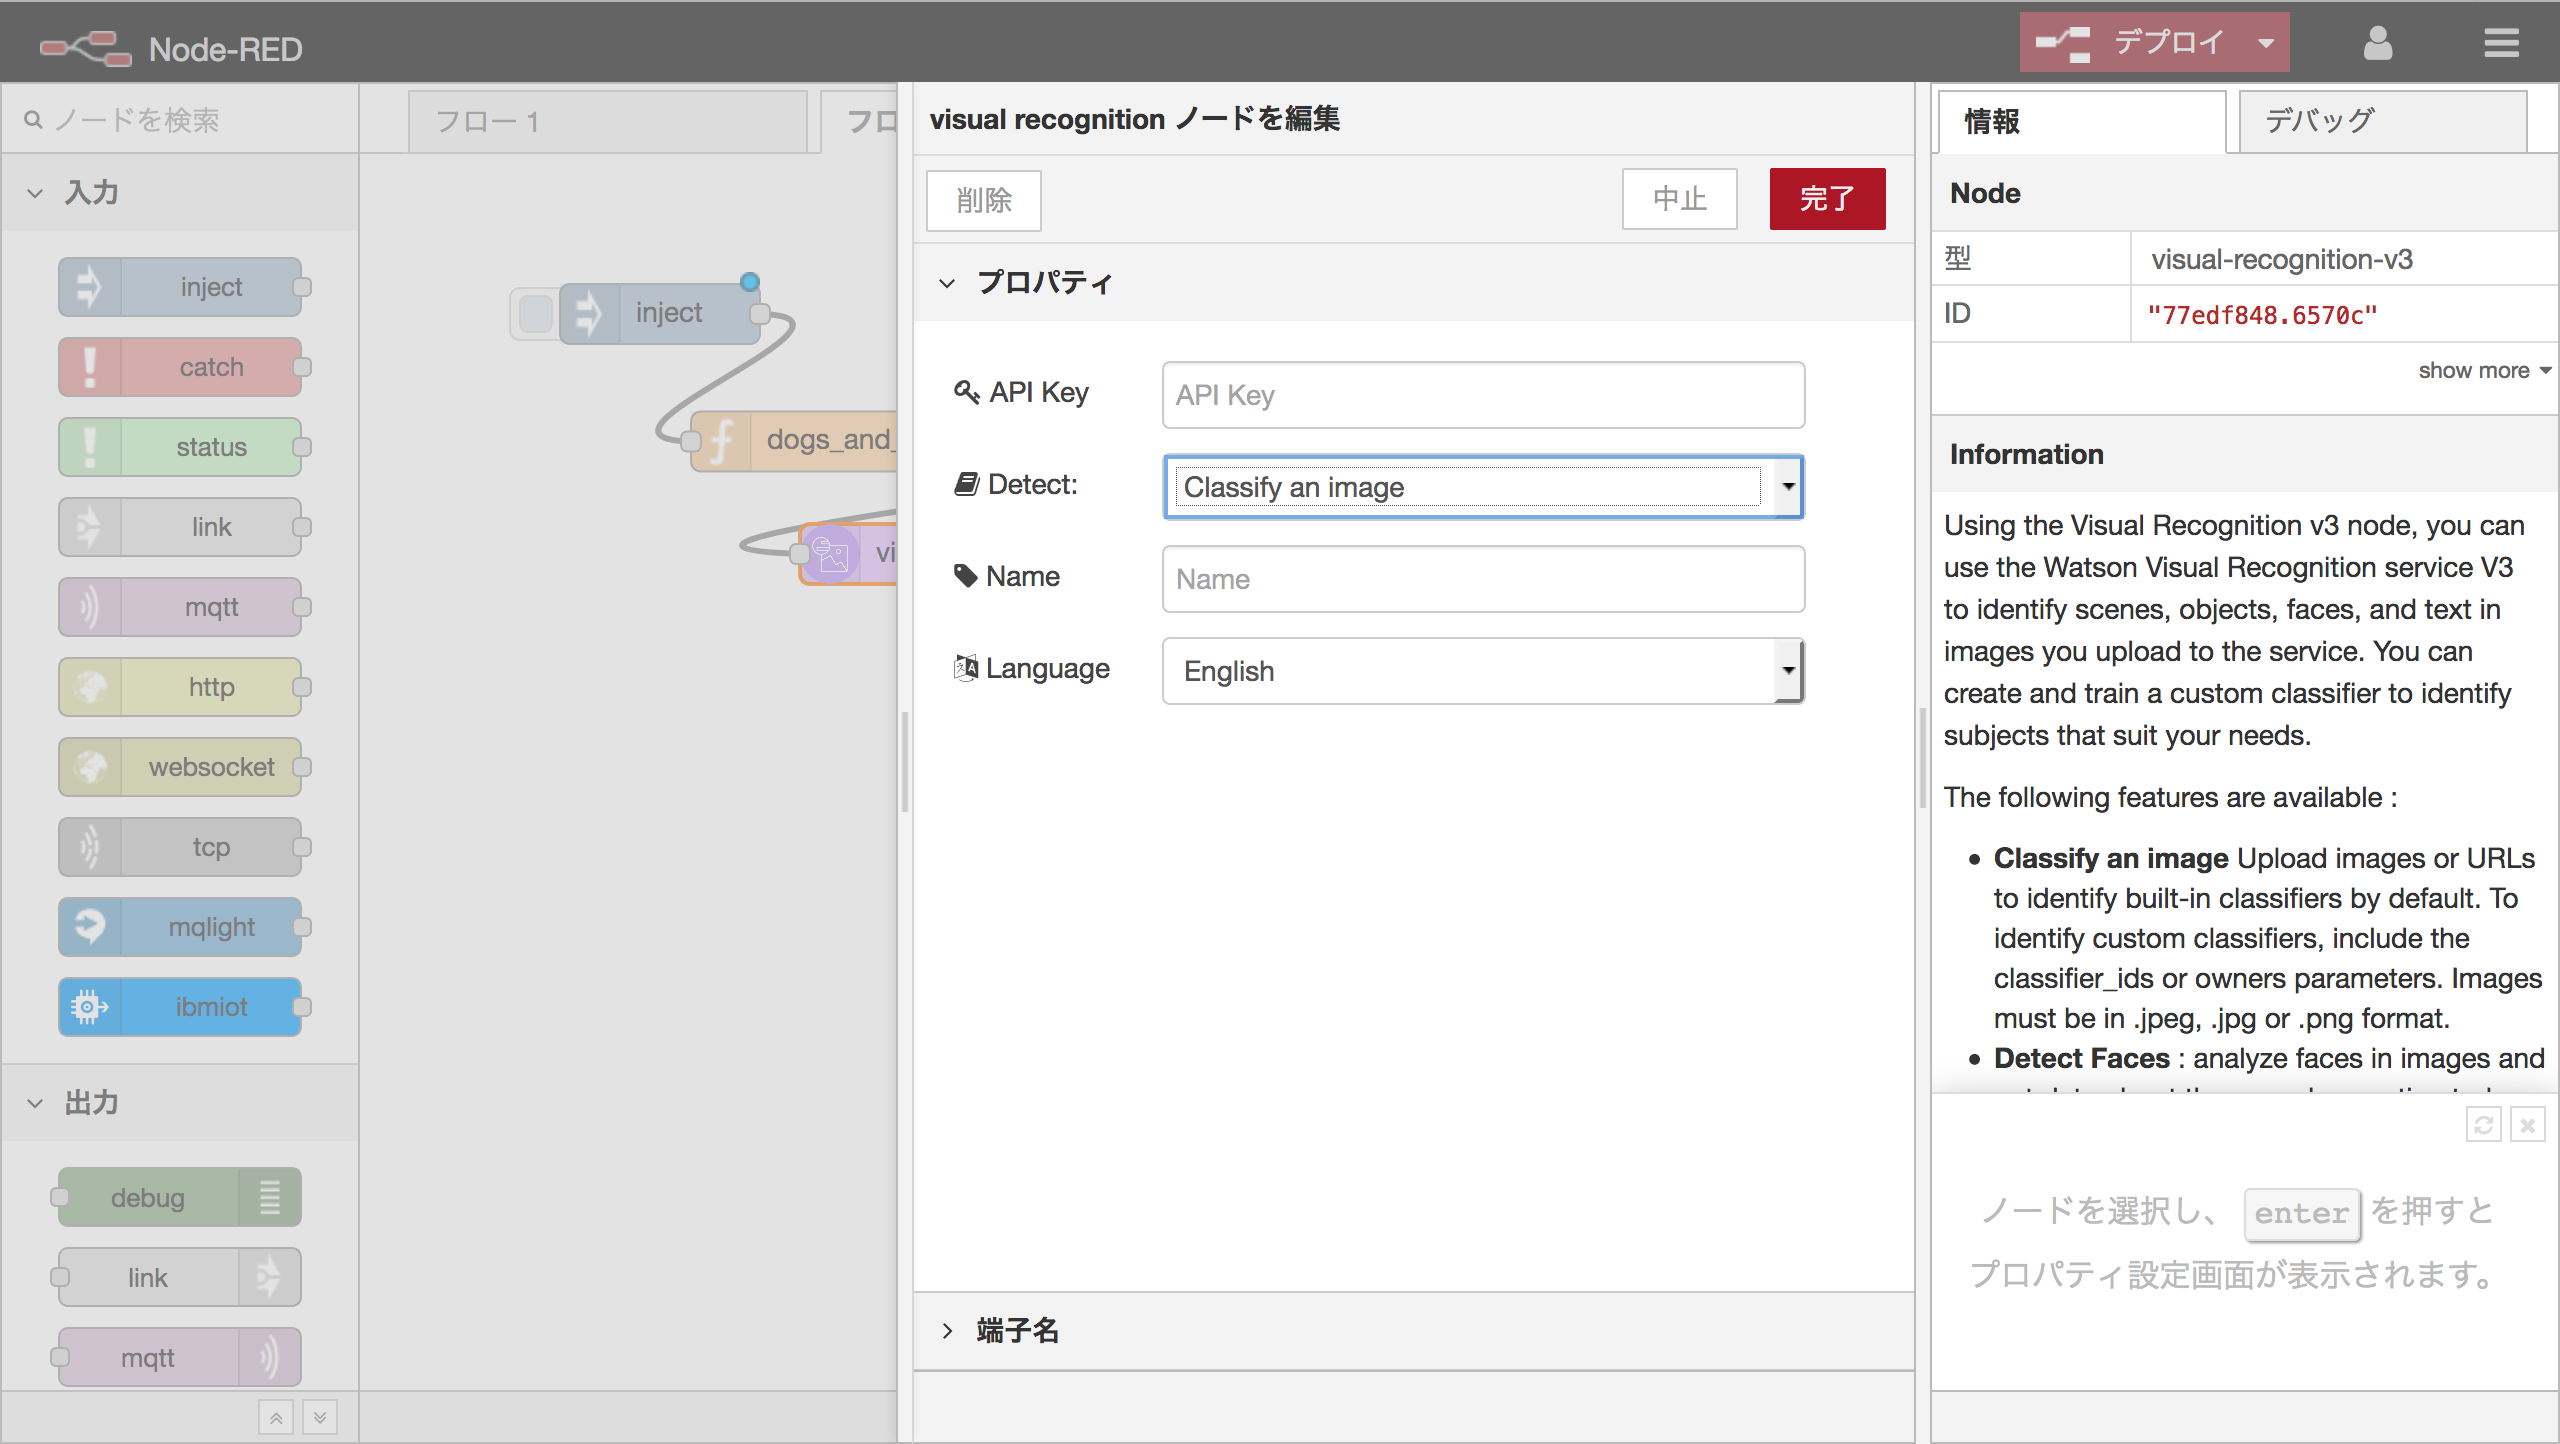 Node-RED
デプロイ
ノードを検索
入力
inject
catch
status
link
mqtt
http
websocket
tcp
mqlight
ibmiot
出力
debug
link
mqtt
フロー 1
フロ
inject
dogs_and_
vi
visual recognition ノードを編集
削除
中止
完了
プロパティ
API Key
API Key
Detect:
Classify an image
Name
Name
Language
English
端子名
情報
デバッグ
Node
型
visual-recognition-v3
ID
"77edf848.6570c"
show more
Information
Using the Visual Recognition v3 node, you can
use the Watson Visual Recognition service V3
to identify scenes, objects, faces, and text in
images you upload to the service. You can
create and train a custom classifier to identify
subjects that suit your needs.
The following features are available :
• Classify an image Upload images or URLs
to identify built-in classifiers by default. To
identify custom classifiers, include the
classifier_ids or owners parameters. Images
must be in .jpeg, .jpg or .png format.
• Detect Faces : analyze faces in images and
ノードを選択し、 enter を押すと
プロパティ設定画面が表示されます。